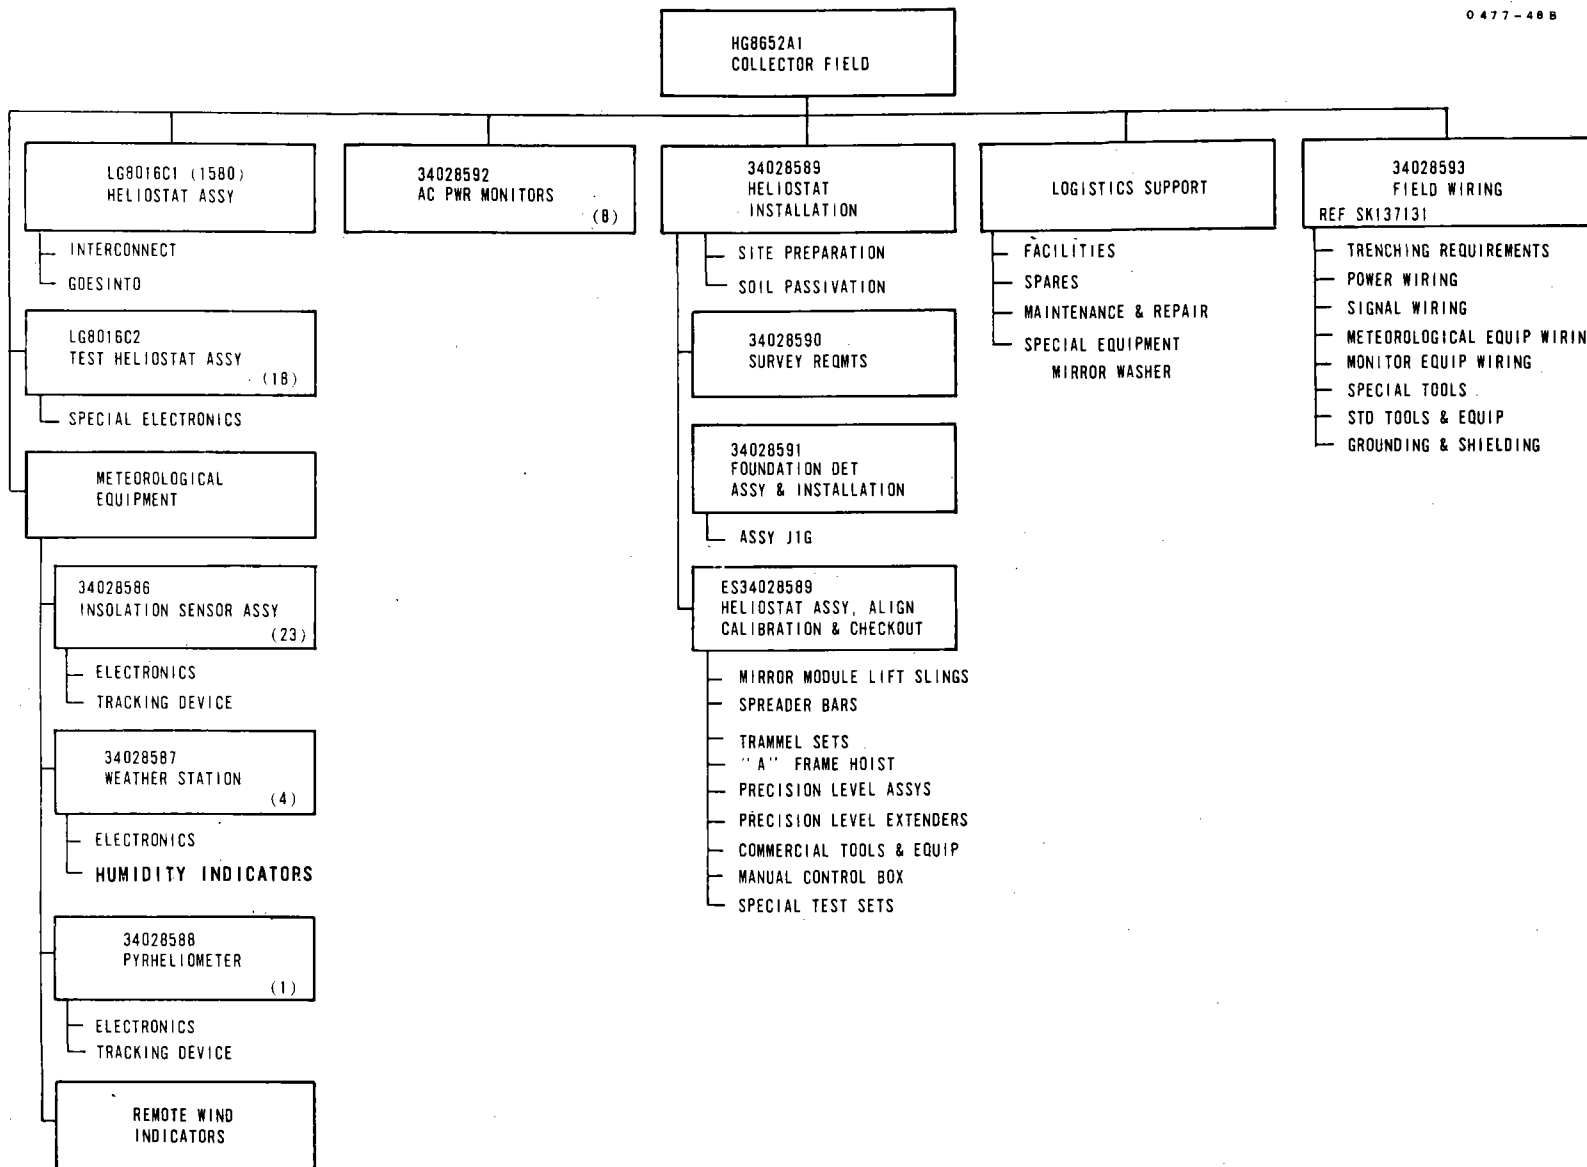 0477-48B
HG8652A1
COLLECTOR FIELD
LG8016C1 (1580)
HELIOSTAT ASSY
INTERCONNECT
GOESINTO
LG8016C2
TEST HELIOSTAT ASSY
(18)
SPECIAL ELECTRONICS
METEOROLOGICAL
EQUIPMENT
34028586
INSOLATION SENSOR ASSY
(23)
ELECTRONICS
TRACKING DEVICE
34028587
WEATHER STATION
(4)
ELECTRONICS
HUMIDITY INDICATORS
34028588
PYRHELIOMETER
(1)
ELECTRONICS
TRACKING DEVICE
REMOTE WIND
INDICATORS
34028592
AC PWR MONITORS
(8)
34028589
HELIOSTAT
INSTALLATION
SITE PREPARATION
SOIL PASSIVATION
34028590
SURVEY REQMTS
34028591
FOUNDATION DET
ASSY & INSTALLATION
ASSY JIG
ES34028589
HELIOSTAT ASSY, ALIGN
CALIBRATION & CHECKOUT
MIRROR MODULE LIFT SLINGS
SPREADER BARS
TRAMMEL SETS
"A" FRAME HOIST
PRECISION LEVEL ASSYS
PRECISION LEVEL EXTENDERS
COMMERCIAL TOOLS & EQUIP
MANUAL CONTROL BOX
SPECIAL TEST SETS
LOGISTICS SUPPORT
FACILITIES
SPARES
MAINTENANCE & REPAIR
SPECIAL EQUIPMENT
MIRROR WASHER
34028593
FIELD WIRING
REF SK137131
TRENCHING REQUIREMENTS
POWER WIRING
SIGNAL WIRING
METEOROLOGICAL EQUIP WIRIN
MONITOR EQUIP WIRING
SPECIAL TOOLS
STD TOOLS & EQUIP
GROUNDING & SHIELDING